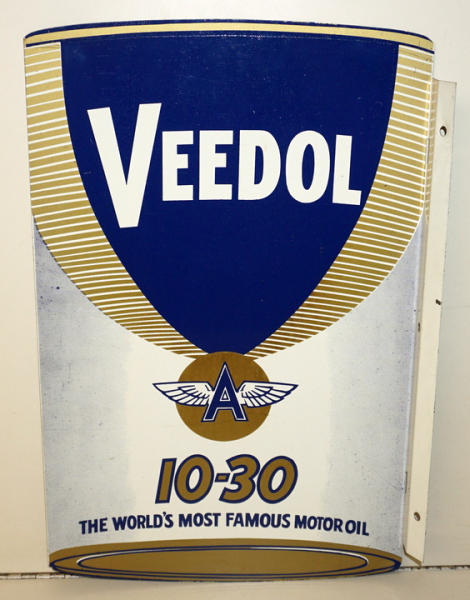 VEEDOL
A
10-30
THE WORLD'S MOST FAMOUS MOTOR OIL